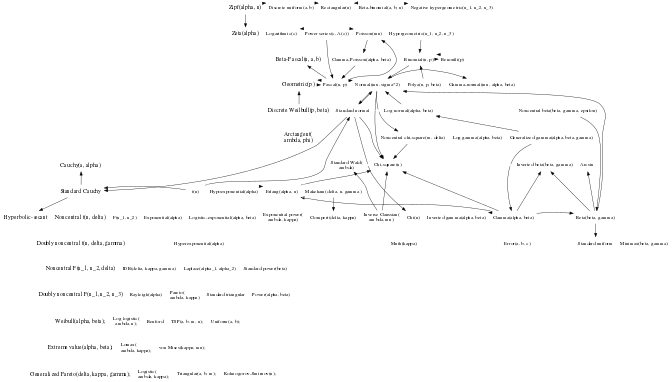 Zipf(alpha, n) Discrete uniform(a, b) Rectangular(n) Beta-binomial(a, b, n) Negative hypergeometric(n_1, n_2, n_3)
Zeta(alpha) Logarithmic(c) Power series(c, A(c)) Poisson(mu) Hypergeometric(n_1, n_2, n_3)
Beta-Pascal(n, a, b) Gamma-Poisson(alpha, beta) Binomial(n, p) Bernoulli(p)
Geometric(p) Pascal(n, p) Normal(mu, sigma^2) Polya(n, p, beta) Gamma-normal(mu, alpha, beta)
Discrete Weibull(p, beta) Standard normal Log normal(alpha, beta) Noncentral beta(beta, gamma, epsilon)
Arctangent(
ambda, phi) Noncentral chi-square(n, delta) Log gamma(alpha, beta) Generalized gamma(alpha, beta, gamma)
Cauchy(a, alpha) Standard Wald(
ambda) Chi-square(n) Inverted beta(beta, gamma) Arcsin
Standard Cauchy t(n) Hypoexponential(alpha) Erlang(alpha, n) Makeham(delta, n, gamma)
Hyperbolic-secant Noncentral t(n, delta) F(n_1, n_2) Exponential(alpha) Logistic-exponential(alpha, beta) Exponential power(
ambda, kappa) Gompertz(delta, kappa) Inverse Gaussian(
ambda, mu) Chi(n) Inverted gamma(alpha, beta) Gamma(alpha, beta) Beta(beta, gamma)
Doubly noncentral t(n, delta, gamma) Hyperexponential(alpha) Muth(kappa) Error(a, b, c) Standard uniform Minimax(beta, gamma)
Noncentral F(n_1, n_2, delta) IDB(delta, kappa, gamma) Laplace(alpha_1, alpha_2) Standard power(beta)
Doubly noncentral F(n_1, n_2, n_3) Rayleigh(alpha) Pareto(
ambda, kappa) Standard triangular Power(alpha, beta)
Weibull(alpha, beta); Log logistic(
ambda, n); Benford TSP(a, b, m, n); Uniform(a, b);
Extreme value(alpha, beta) Lomax(
ambda, kappa); von Mises(kappa, mu);
Generalized Pareto(delta, kappa, gamma); Logistic(
ambda, kappa); Triangular(a, b, m); Kolmogorov-Smirnov(n);